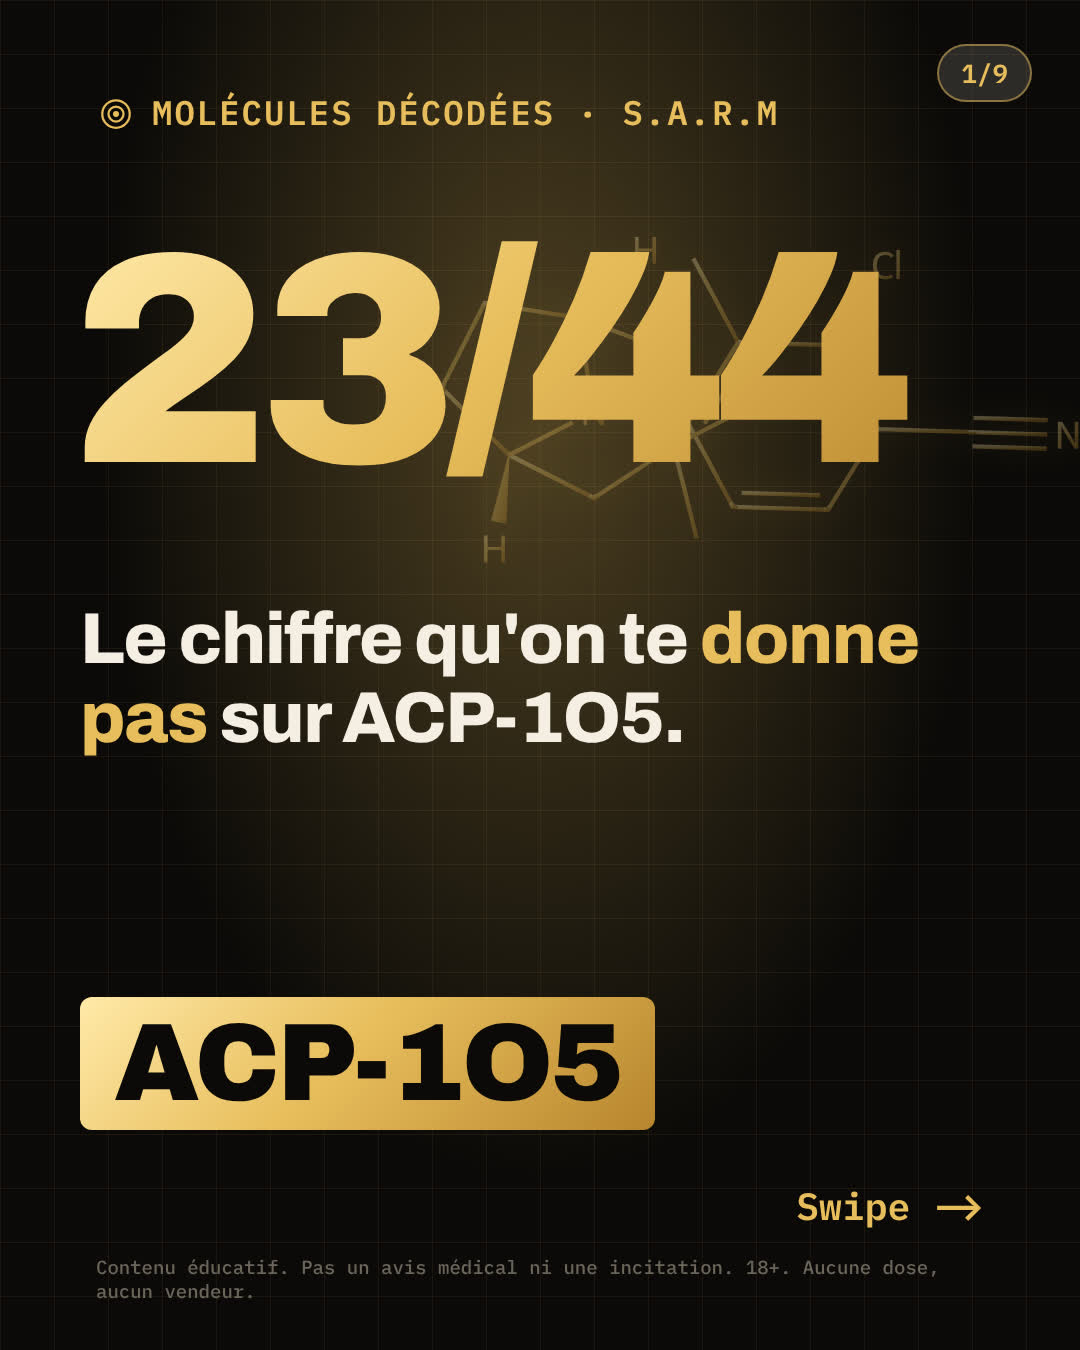 1/9
MOLÉCULES DÉCODÉES · S.A.R.M
23/44
H
Cl
N
H
Le chiffre qu'on te donne
pas sur ACP-105.
ACP-105
Swipe →
Contenu éducatif. Pas un avis médical ni une incitation. 18+. Aucune dose,
aucun vendeur.